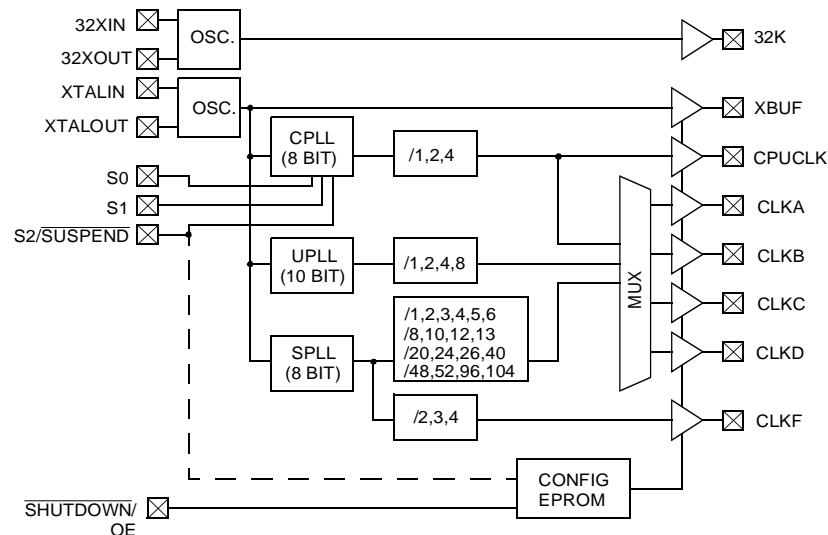 32XIN
OSC.
32K
32XOUT
XTALIN
OSC.
XBUF
XTALOUT
CPLL
(8 BIT)
/1,2,4
CPUCLK
S0
S1
CLKA
S2/SUSPEND
UPLL
(10 BIT)
/1,2,4,8
MUX
CLKB
CLKC
/1,2,3,4,5,6
/8,10,12,13
/20,24,26,40
/48,52,96,104
SPLL
(8 BIT)
CLKD
/2,3,4
CLKF
CONFIG
EPROM
SHUTDOWN/
OE